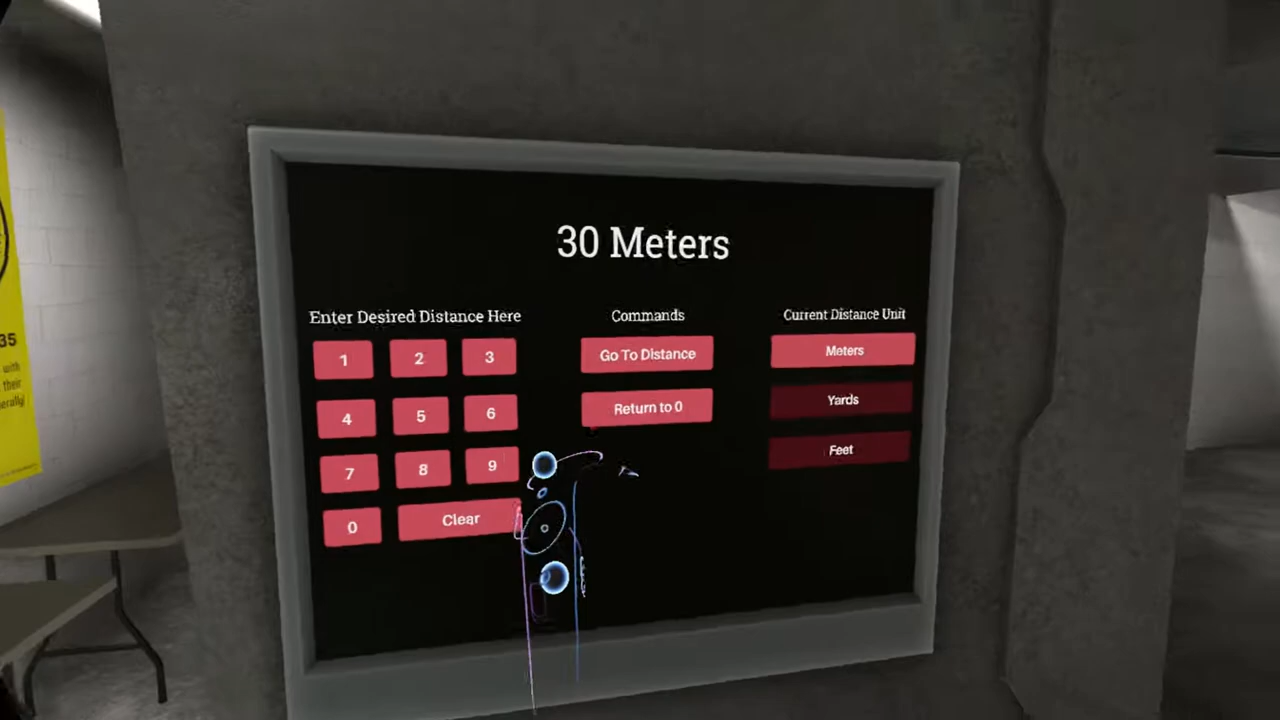 30 Meters
Enter Desired Distance Here
1 2 3
4 5 6
7 8 9
0 Clear
Commands
Go To Distance
Return to 0
Current Distance Unit
Meters
Yards
Feet
35
with
their